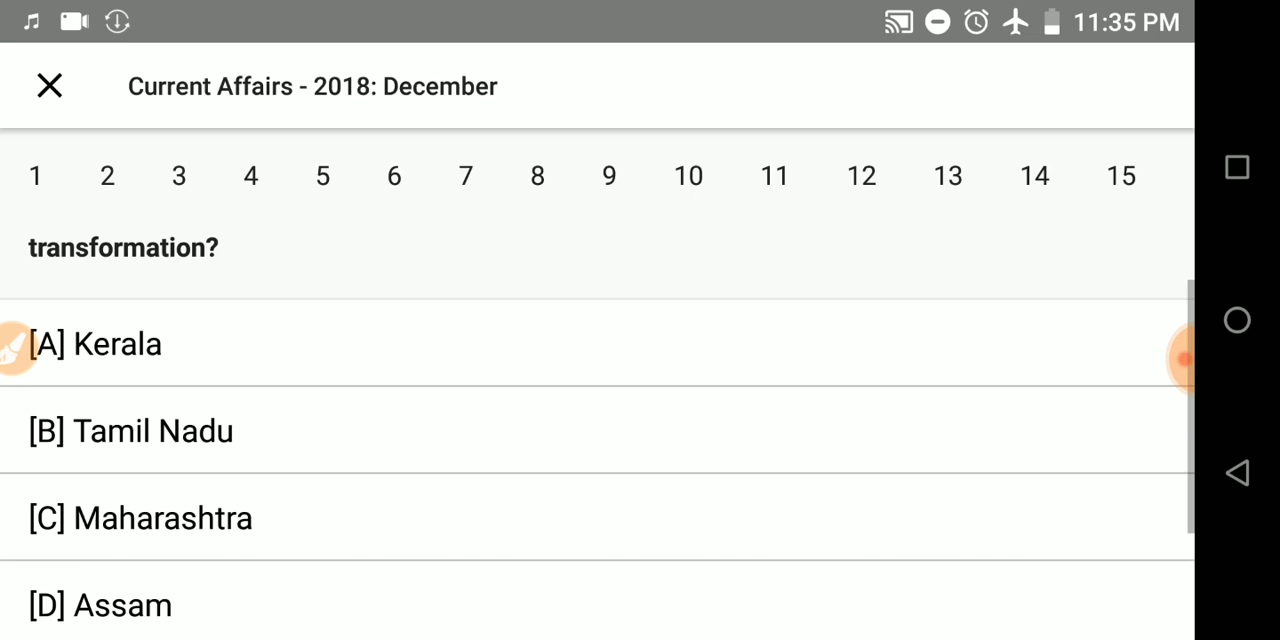 11:35 PM
Current Affairs - 2018: December
1 2 3 4 5 6 7 8 9 10 11 12 13 14 15
transformation?
[A] Kerala
[B] Tamil Nadu
[C] Maharashtra
[D] Assam